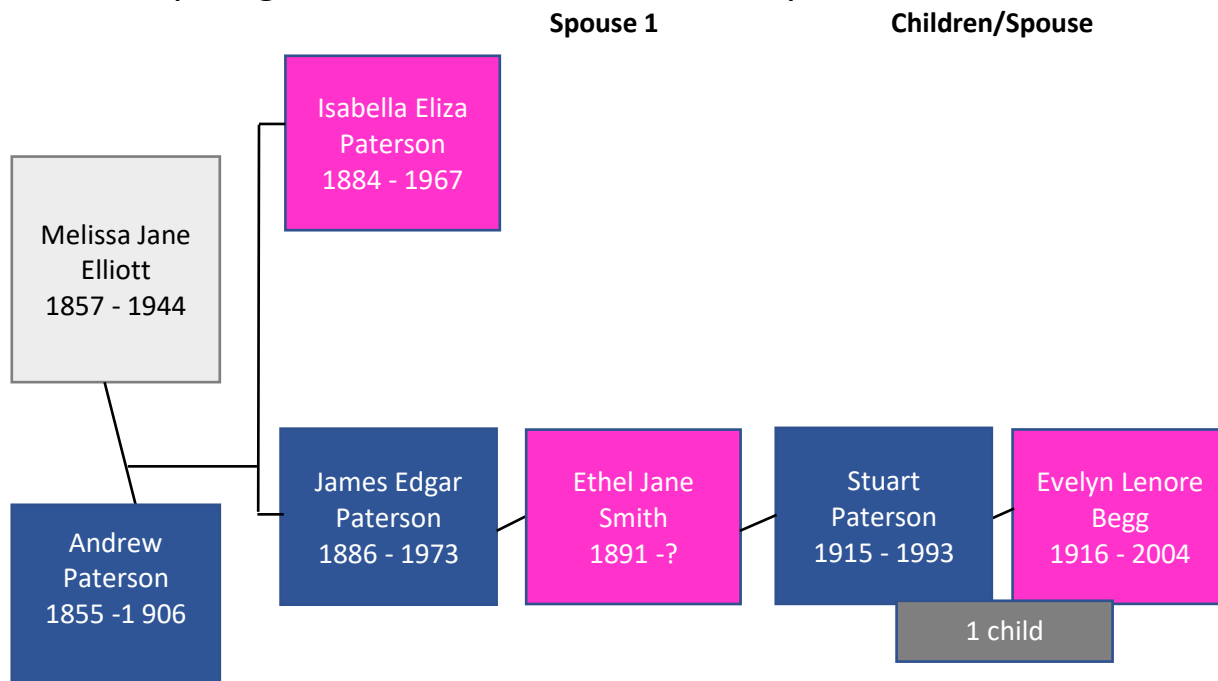 Spouse 1
Children/Spouse
Isabella Eliza
Paterson
1884 - 1967
Melissa Jane
Elliott
1857 - 1944
Andrew
Paterson
1855 -1 906
James Edgar
Paterson
1886 - 1973
Ethel Jane
Smith
1891 -?
Stuart
Paterson
1915 - 1993
Evelyn Lenore
Begg
1916 - 2004
1 child